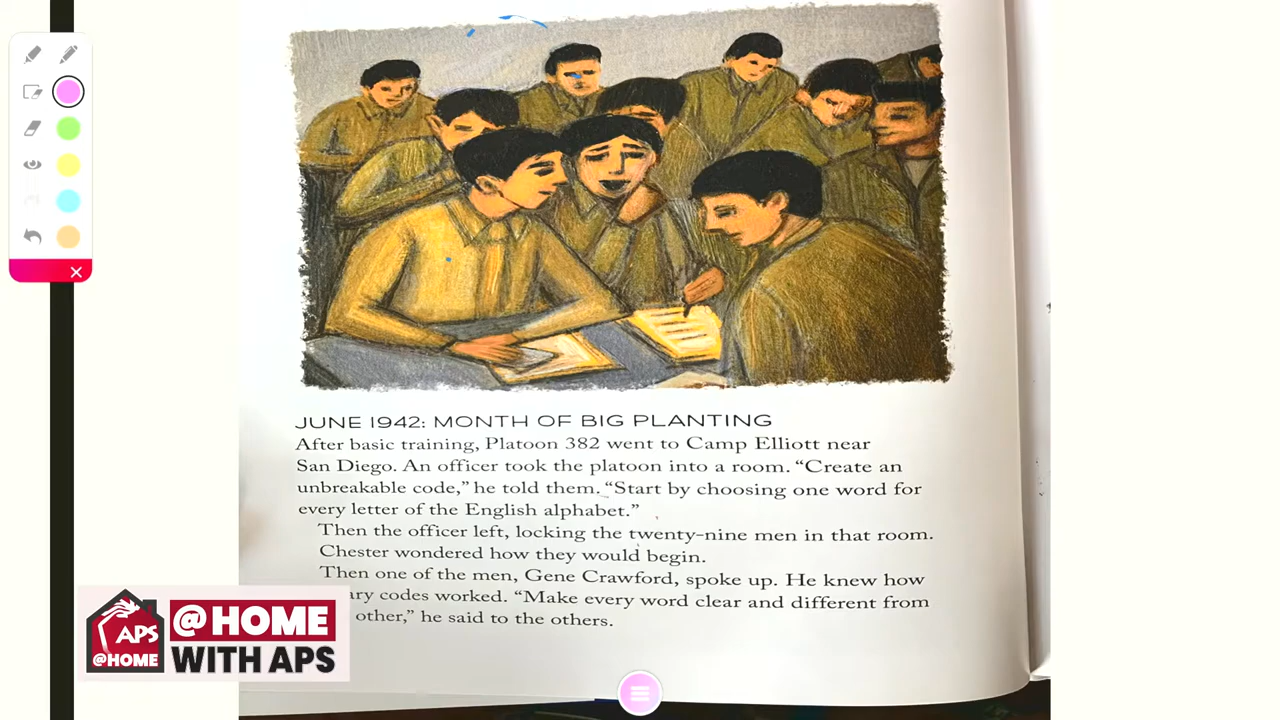 JUNE 1942: MONTH OF BIG PLANTING
After basic training, Platoon 382 went to Camp Elliott near
San Diego. An officer took the platoon into a room. “Create an
unbreakable code,” he told them. “Start by choosing one word for
every letter of the English alphabet.”
Then the officer left, locking the twenty-nine men in that room.
Chester wondered how they would begin.
Then one of the men, Gene Crawford, spoke up. He knew how
codes worked. “Make every word clear and different from
other,” he said to the others.
APS
@HOME
@HOME
WITH APS